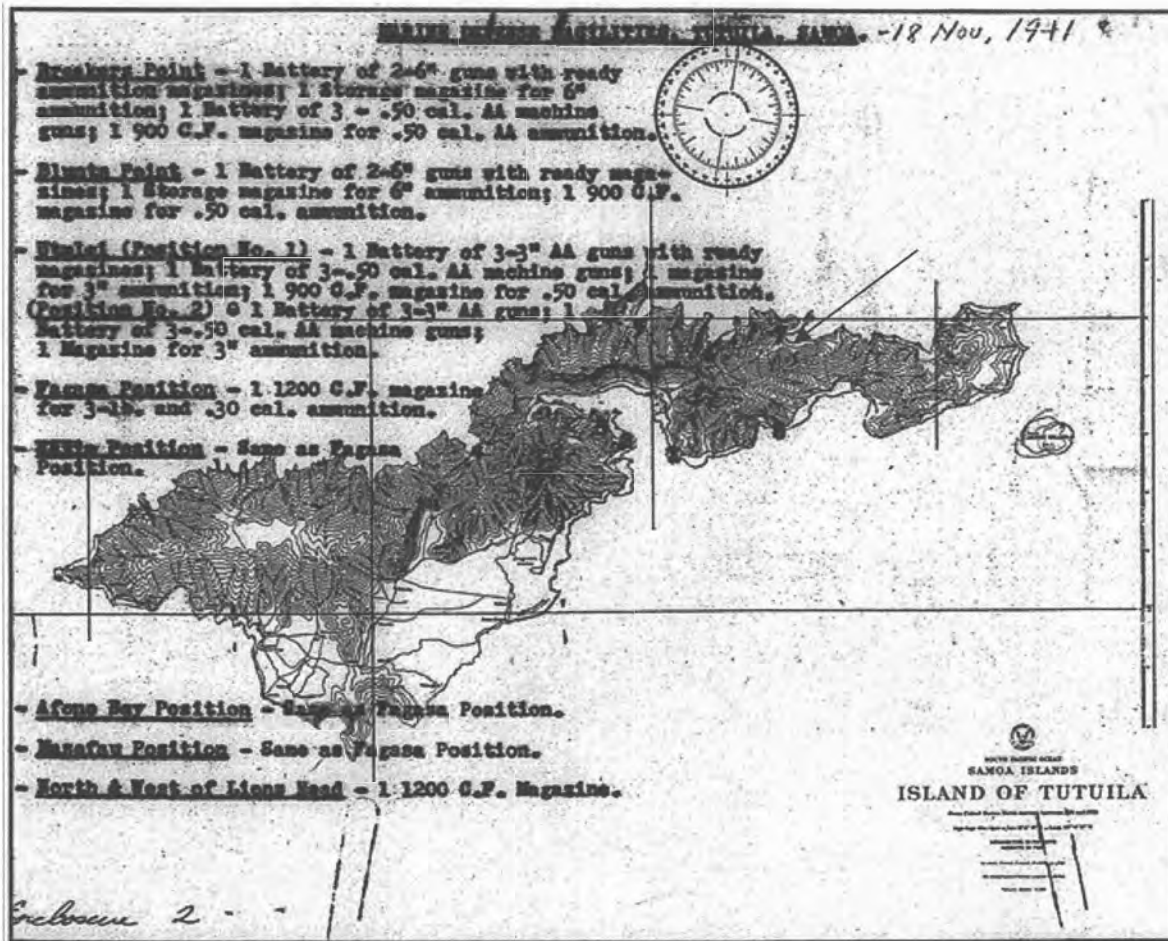 MARINE DEFENSE FACILITIES, TUTUILA, SAMOA. -18 Nov, 1941
- Breakers Point - 1 Battery of 2-6" guns with ready
ammunition magazines; 1 Storage magazine for 6"
ammunition; 1 Battery of 3 - .50 cal. AA machine
guns; 1 900 C.F. magazine for .50 cal. AA ammunition.
- Blunts Point - 1 Battery of 2-6" guns with ready maga-
zines; 1 Storage magazine for 6" ammunition; 1 900 C.F.
magazine for .50 cal. ammunition.
- Utulei (Position No. 1) - 1 Battery of 3-3" AA guns with ready
magazines; 1 Battery of 3-.50 cal. AA machine guns; 1 magazine
for 3" ammunition; 1 900 C.F. magazine for .50 cal. ammunition.
(Position No. 2) @ 1 Battery of 3-3" AA guns; 1
Battery of 3-.50 cal. AA machine guns;
1 Magazine for 3" ammunition.
- Fagasa Position - 1 1200 C.F. magazine
for 3-lb. and .30 cal. ammunition.
- Position - Same as Fagasa
Position.
- Afono Bay Position - Same as Fagasa Position.
- Masafau Position - Same as Fagasa Position.
- North & West of Lions Head - 1 1200 C.F. Magazine.
SOUTH PACIFIC OCEAN
SAMOA ISLANDS
ISLAND OF TUTUILA
Enclosure 2